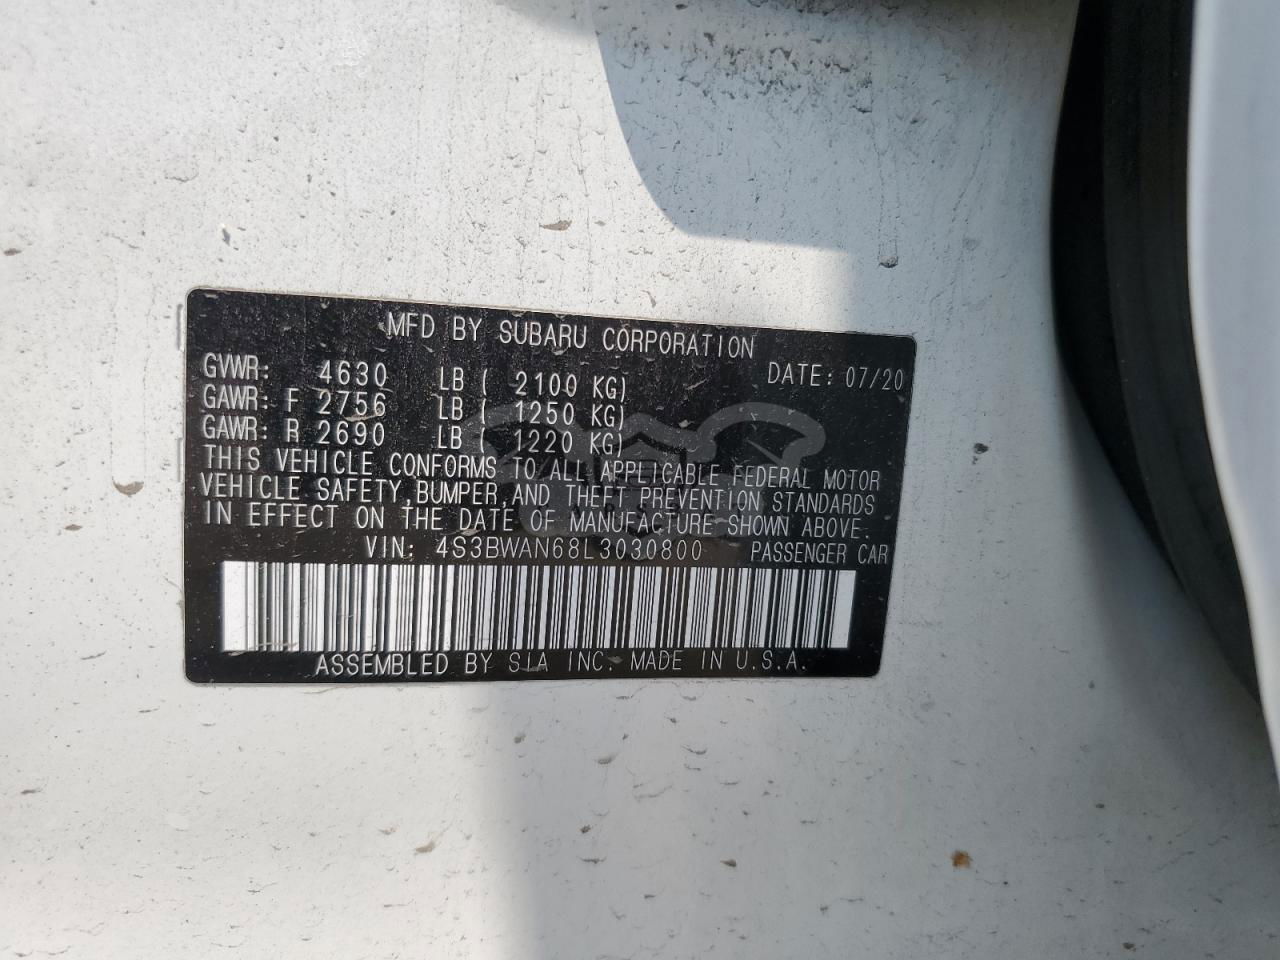 MFD BY SUBARU CORPORATION
GVWR: 4630 LB ( 2100 KG) DATE: 07/20
GAWR: F 2756 LB ( 1250 KG)
GAWR: R 2690 LB ( 1220 KG)
THIS VEHICLE CONFORMS TO ALL APPLICABLE FEDERAL MOTOR
VEHICLE SAFETY,BUMPER,AND THEFT PREVENTION STANDARDS
IN EFFECT ON THE DATE OF MANUFACTURE SHOWN ABOVE.
VIN: 4S3BWAN68L3030800 PASSENGER CAR
ASSEMBLED BY SIA INC. MADE IN U.S.A.